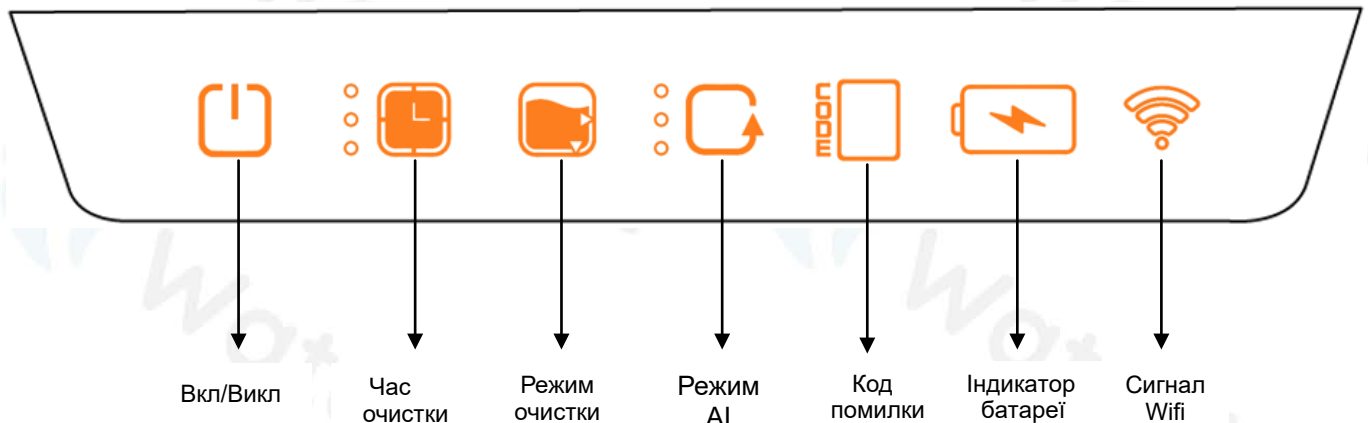 CODE
Вкл/Викл
Час
очистки
Режим
очистки
Режим
AI
Код
помилки
Індикатор
батареї
Сигнал
Wifi